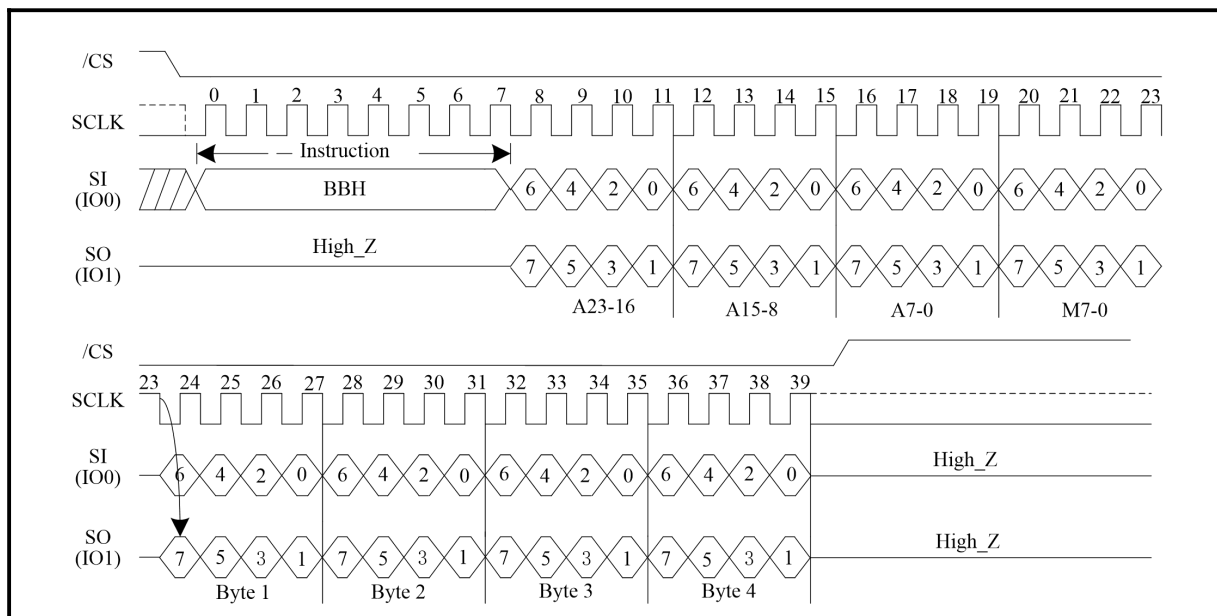 /CS
0 1 2 3 4 5 6 7 8 9 10 11 12 13 14 15 16 17 18 19 20 21 22 23
SCLK
Instruction
SI
(IO0)
BBH 6 4 2 0 6 4 2 0 6 4 2 0 6 4 2 0
High_Z
SO
(IO1)
7 5 3 1 7 5 3 1 7 5 3 1 7 5 3 1
A23-16 A15-8 A7-0 M7-0
/CS
23 24 25 26 27 28 29 30 31 32 33 34 35 36 37 38 39
SCLK
SI
(IO0)
6 4 2 0 6 4 2 0 6 4 2 0 6 4 2 0 High_Z
SO
(IO1)
7 5 3 1 7 5 3 1 7 5 3 1 7 5 3 1 High_Z
Byte 1 Byte 2 Byte 3 Byte 4